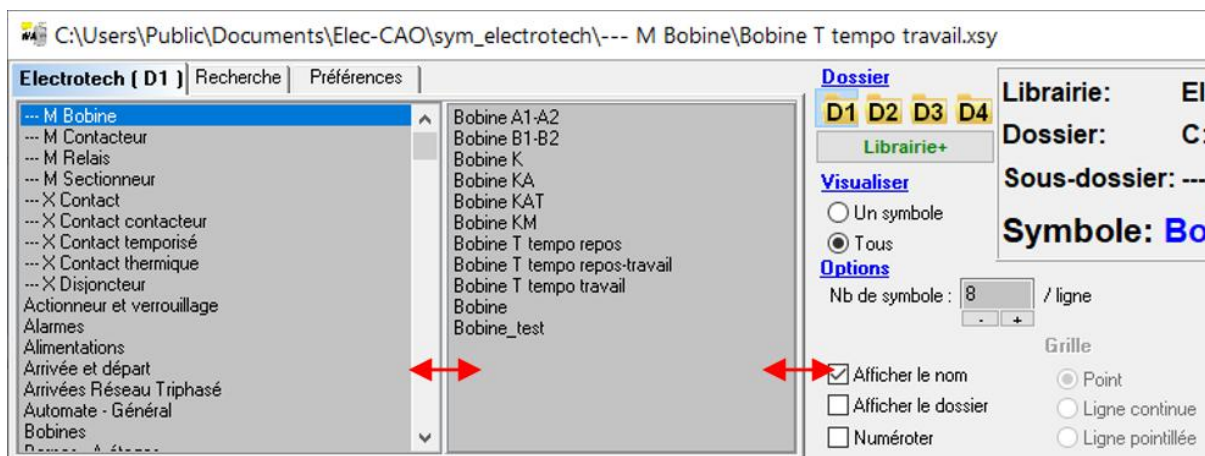 C:\Users\Public\Documents\Elec-CAO\sym_electrotech\--- M Bobine\Bobine T tempo travail.xsy
Electrotech ( D1 )
Recherche
Préférences
--- M Bobine
--- M Contacteur
--- M Relais
--- M Sectionneur
--- X Contact
--- X Contact contacteur
--- X Contact temporisé
--- X Contact thermique
--- X Disjoncteur
Actionneur et verrouillage
Alarmes
Alimentations
Arrivée et départ
Arrivées Réseau Triphasé
Automate - Général
Bobines
Bobine A1-A2
Bobine B1-B2
Bobine K
Bobine KA
Bobine KAT
Bobine KM
Bobine T tempo repos
Bobine T tempo repos-travail
Bobine T tempo travail
Bobine
Bobine_test
Dossier
D1 D2 D3 D4
Librairie+
Visualiser
Un symbole
Tous
Options
Nb de symbole : 8 / ligne
- +
Afficher le nom
Afficher le dossier
Numéroter
Grille
Point
Ligne continue
Ligne pointillée
Librairie: El
Dossier: C:
Sous-dossier: ---
Symbole: Bo